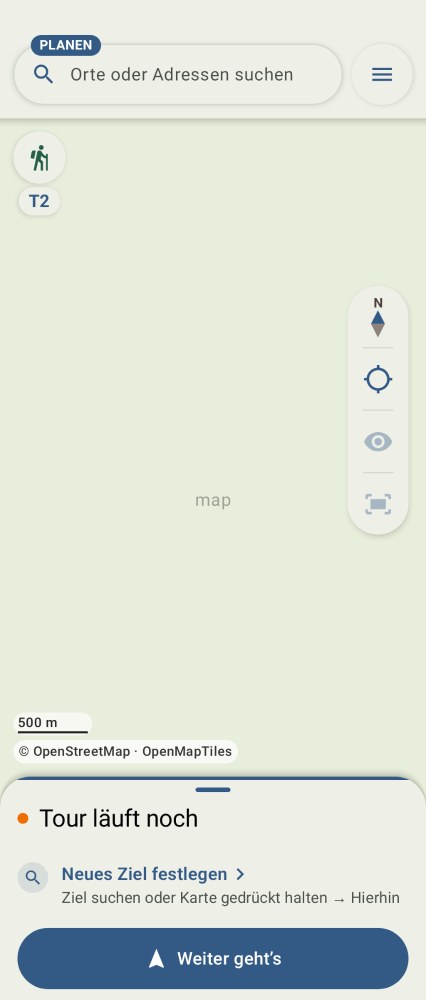 PLANEN
Orte oder Adressen suchen
T2
N
map
500 m
© OpenStreetMap · OpenMapTiles
Tour läuft noch
Neues Ziel festlegen
Ziel suchen oder Karte gedrückt halten → Hierhin
Weiter geht’s